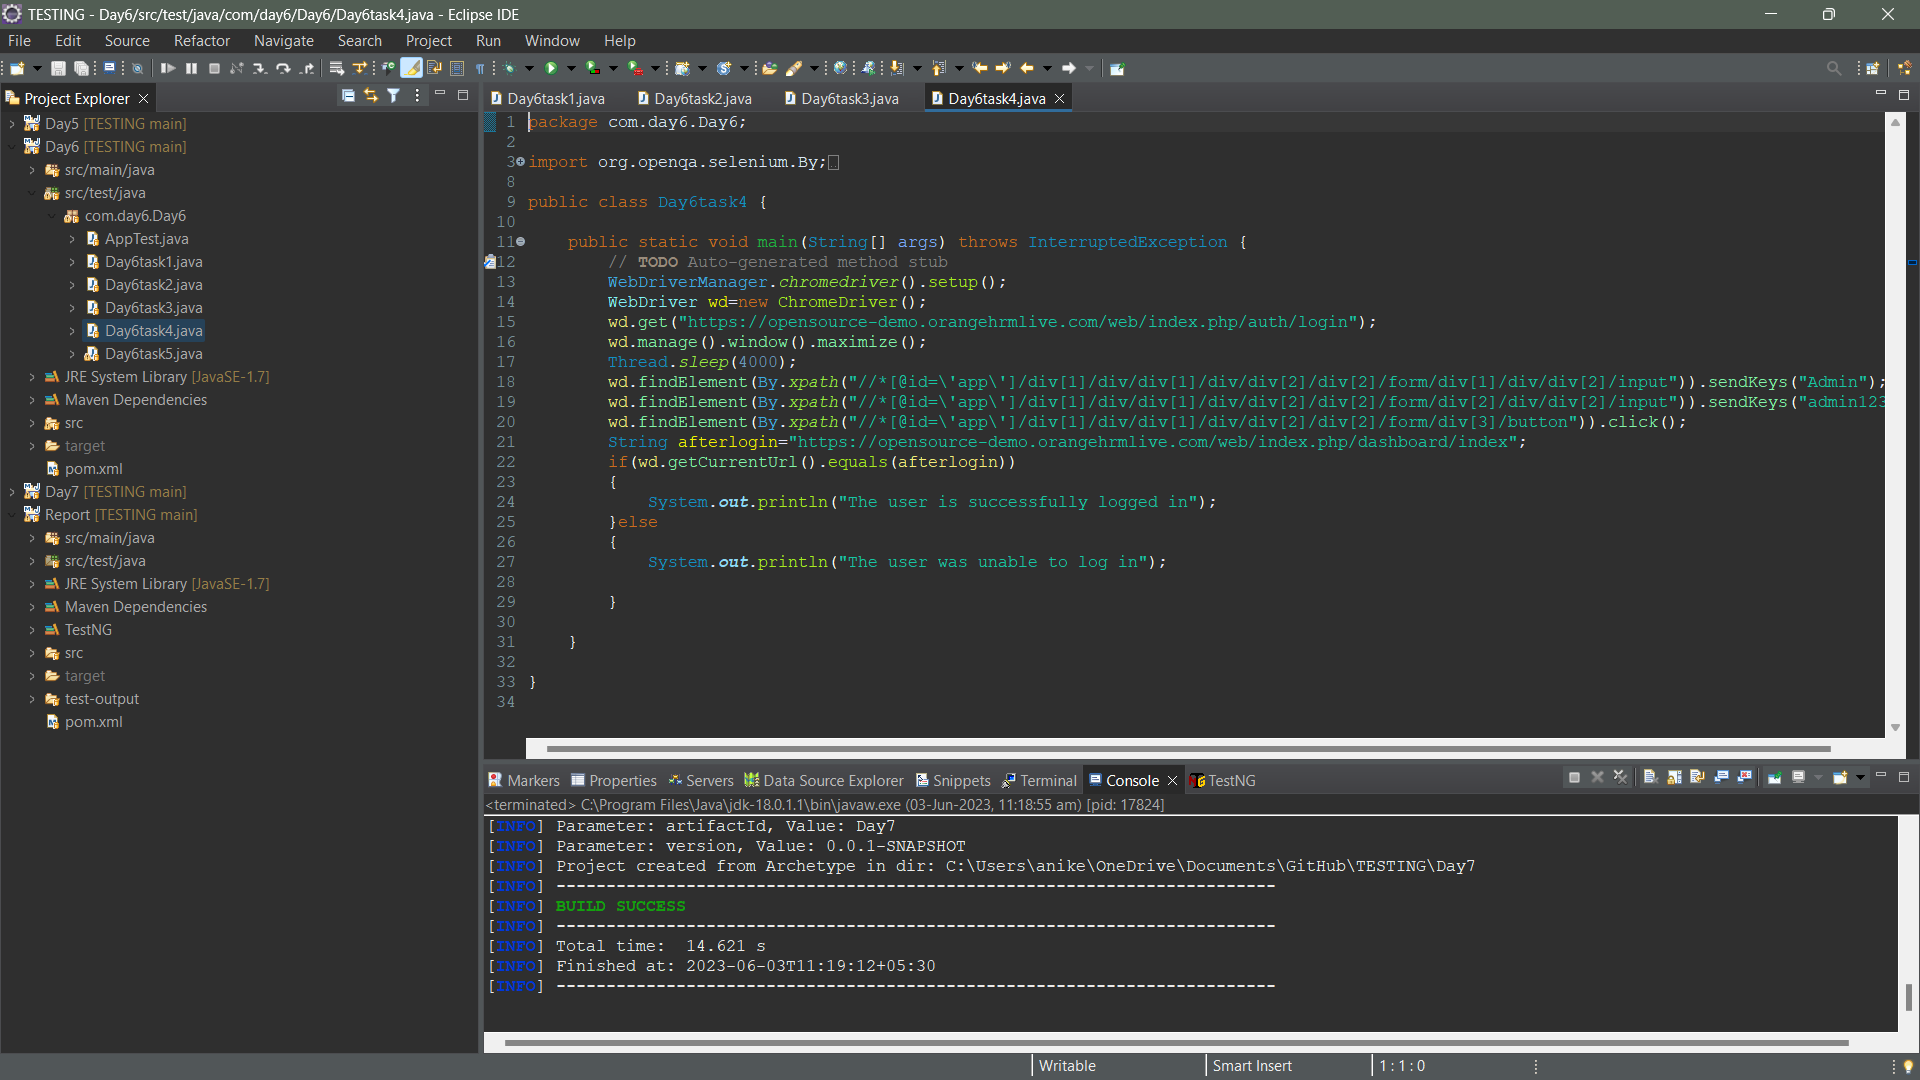 TESTING - Day6/src/test/java/com/day6/Day6/Day6task4.java - Eclipse IDE
File Edit Source Refactor Navigate Search Project Run Window Help
Project Explorer
Day5 [TESTING main]
Day6 [TESTING main]
src/main/java
src/test/java
com.day6.Day6
AppTest.java
Day6task1.java
Day6task2.java
Day6task3.java
Day6task4.java
Day6task5.java
JRE System Library [JavaSE-1.7]
Maven Dependencies
src
target
pom.xml
Day7 [TESTING main]
Report [TESTING main]
src/main/java
src/test/java
JRE System Library [JavaSE-1.7]
Maven Dependencies
TestNG
src
target
test-output
pom.xml
Day6task1.java Day6task2.java Day6task3.java Day6task4.java
1 package com.day6.Day6;
2
3 import org.openqa.selenium.By;
8
9 public class Day6task4 {
10
11 public static void main(String[] args) throws InterruptedException {
12 // TODO Auto-generated method stub
13 WebDriverManager.chromedriver().setup();
14 WebDriver wd=new ChromeDriver();
15 wd.get("https://opensource-demo.orangehrmlive.com/web/index.php/auth/login");
16 wd.manage().window().maximize();
17 Thread.sleep(4000);
18 wd.findElement(By.xpath("//*[@id=\'app\']/div[1]/div/div[1]/div/div[2]/div[2]/form/div[1]/div/div[2]/input")).sendKeys("Admin");
19 wd.findElement(By.xpath("//*[@id=\'app\']/div[1]/div/div[1]/div/div[2]/div[2]/form/div[2]/div/div[2]/input")).sendKeys("admin123
20 wd.findElement(By.xpath("//*[@id=\'app\']/div[1]/div/div[1]/div/div[2]/div[2]/form/div[3]/button")).click();
21 String afterlogin="https://opensource-demo.orangehrmlive.com/web/index.php/dashboard/index";
22 if(wd.getCurrentUrl().equals(afterlogin))
23 {
24 System.out.println("The user is successfully logged in");
25 }else
26 {
27 System.out.println("The user was unable to log in");
28
29 }
30
31 }
32
33 }
34
Markers Properties Servers Data Source Explorer Snippets Terminal Console TestNG
<terminated> C:\Program Files\Java\jdk-18.0.1.1\bin\javaw.exe (03-Jun-2023, 11:18:55 am) [pid: 17824]
[INFO] Parameter: artifactId, Value: Day7
[INFO] Parameter: version, Value: 0.0.1-SNAPSHOT
[INFO] Project created from Archetype in dir: C:\Users\anike\OneDrive\Documents\GitHub\TESTING\Day7
[INFO] ------------------------------------------------------------------------
[INFO] BUILD SUCCESS
[INFO] ------------------------------------------------------------------------
[INFO] Total time:  14.621 s
[INFO] Finished at: 2023-06-03T11:19:12+05:30
[INFO] ------------------------------------------------------------------------
Writable Smart Insert 1 : 1 : 0